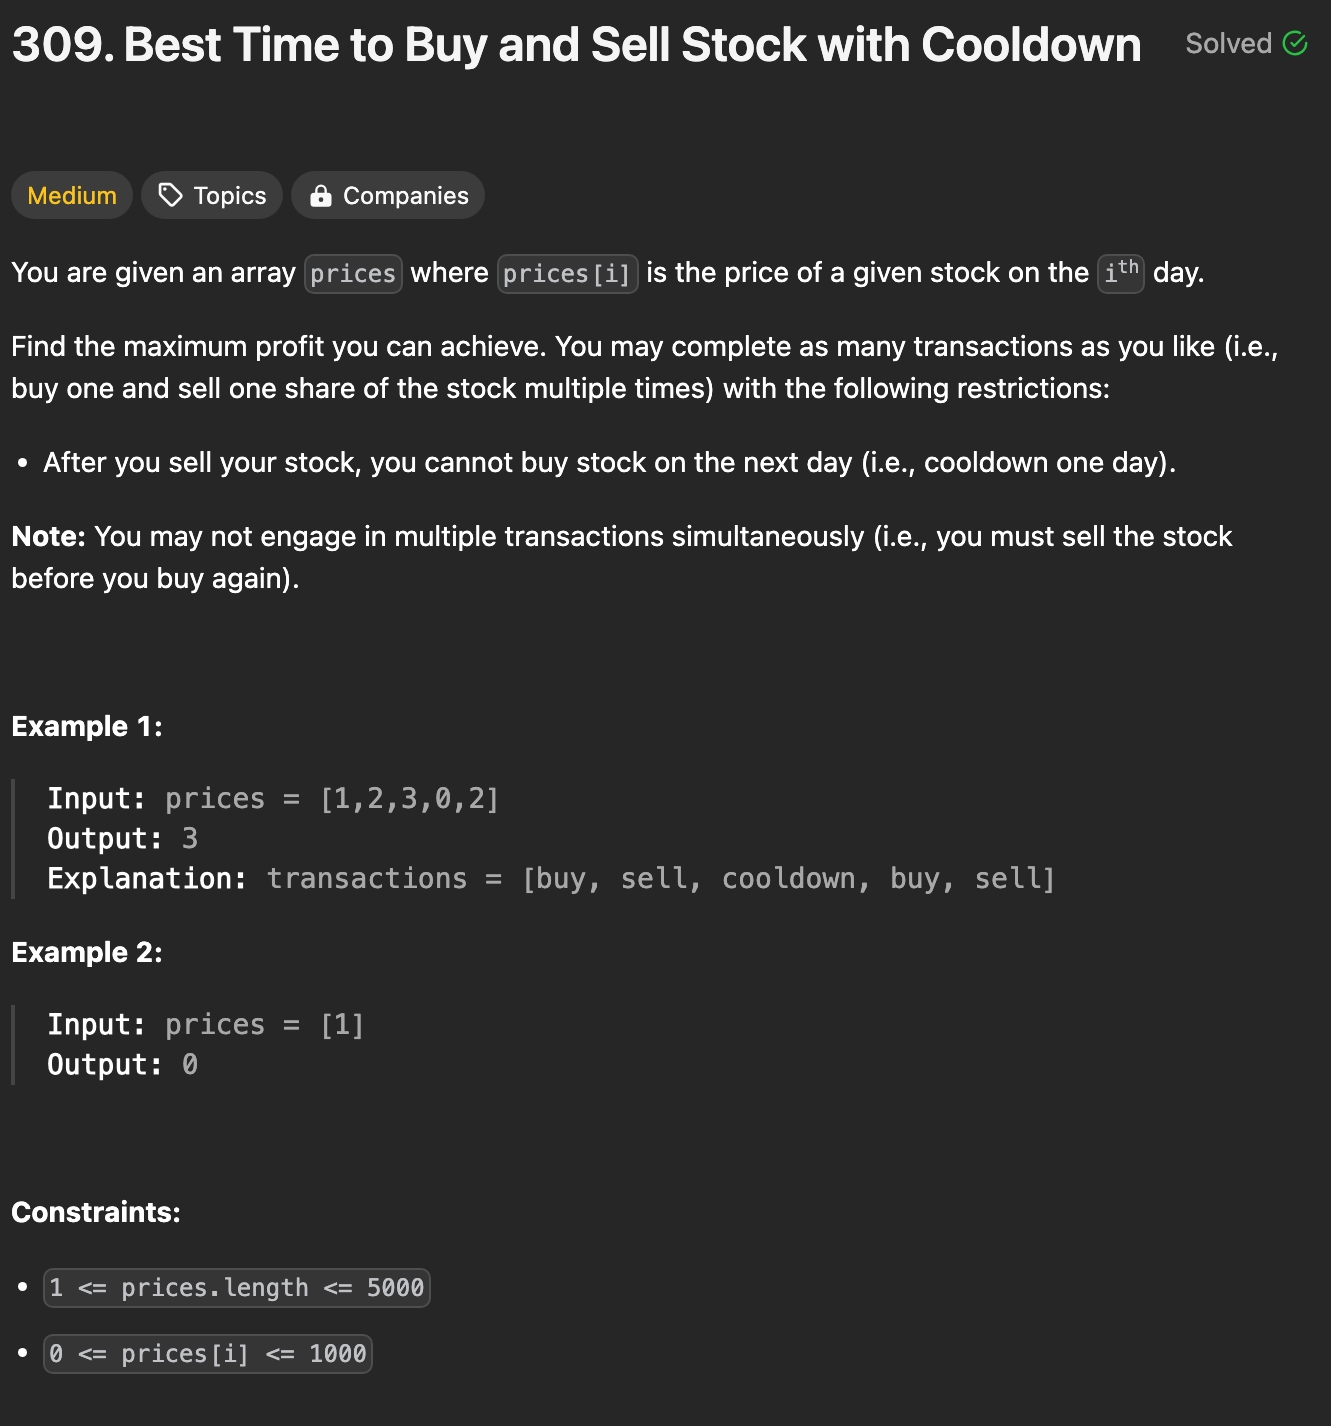 309. Best Time to Buy and Sell Stock with Cooldown Solved
Medium Topics Companies
You are given an array prices where prices[i] is the price of a given stock on the ith day.
Find the maximum profit you can achieve. You may complete as many transactions as you like (i.e.,
buy one and sell one share of the stock multiple times) with the following restrictions:
• After you sell your stock, you cannot buy stock on the next day (i.e., cooldown one day).
Note: You may not engage in multiple transactions simultaneously (i.e., you must sell the stock
before you buy again).
Example 1:
Input: prices = [1,2,3,0,2]
Output: 3
Explanation: transactions = [buy, sell, cooldown, buy, sell]
Example 2:
Input: prices = [1]
Output: 0
Constraints:
• 1 <= prices.length <= 5000
• 0 <= prices[i] <= 1000